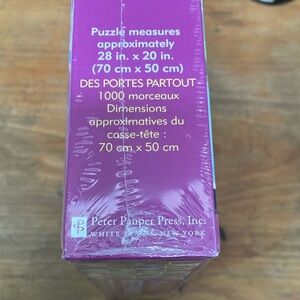 Puzzle measures
approximately
28 in. x 20 in.
(70 cm x 50 cm)
DES PORTES PARTOUT
1000 morceaux
Dimensions
approximatives du
casse-tête :
70 cm x 50 cm
Peter Pauper Press, Inc.
WHITE PLAINS, NEW YORK